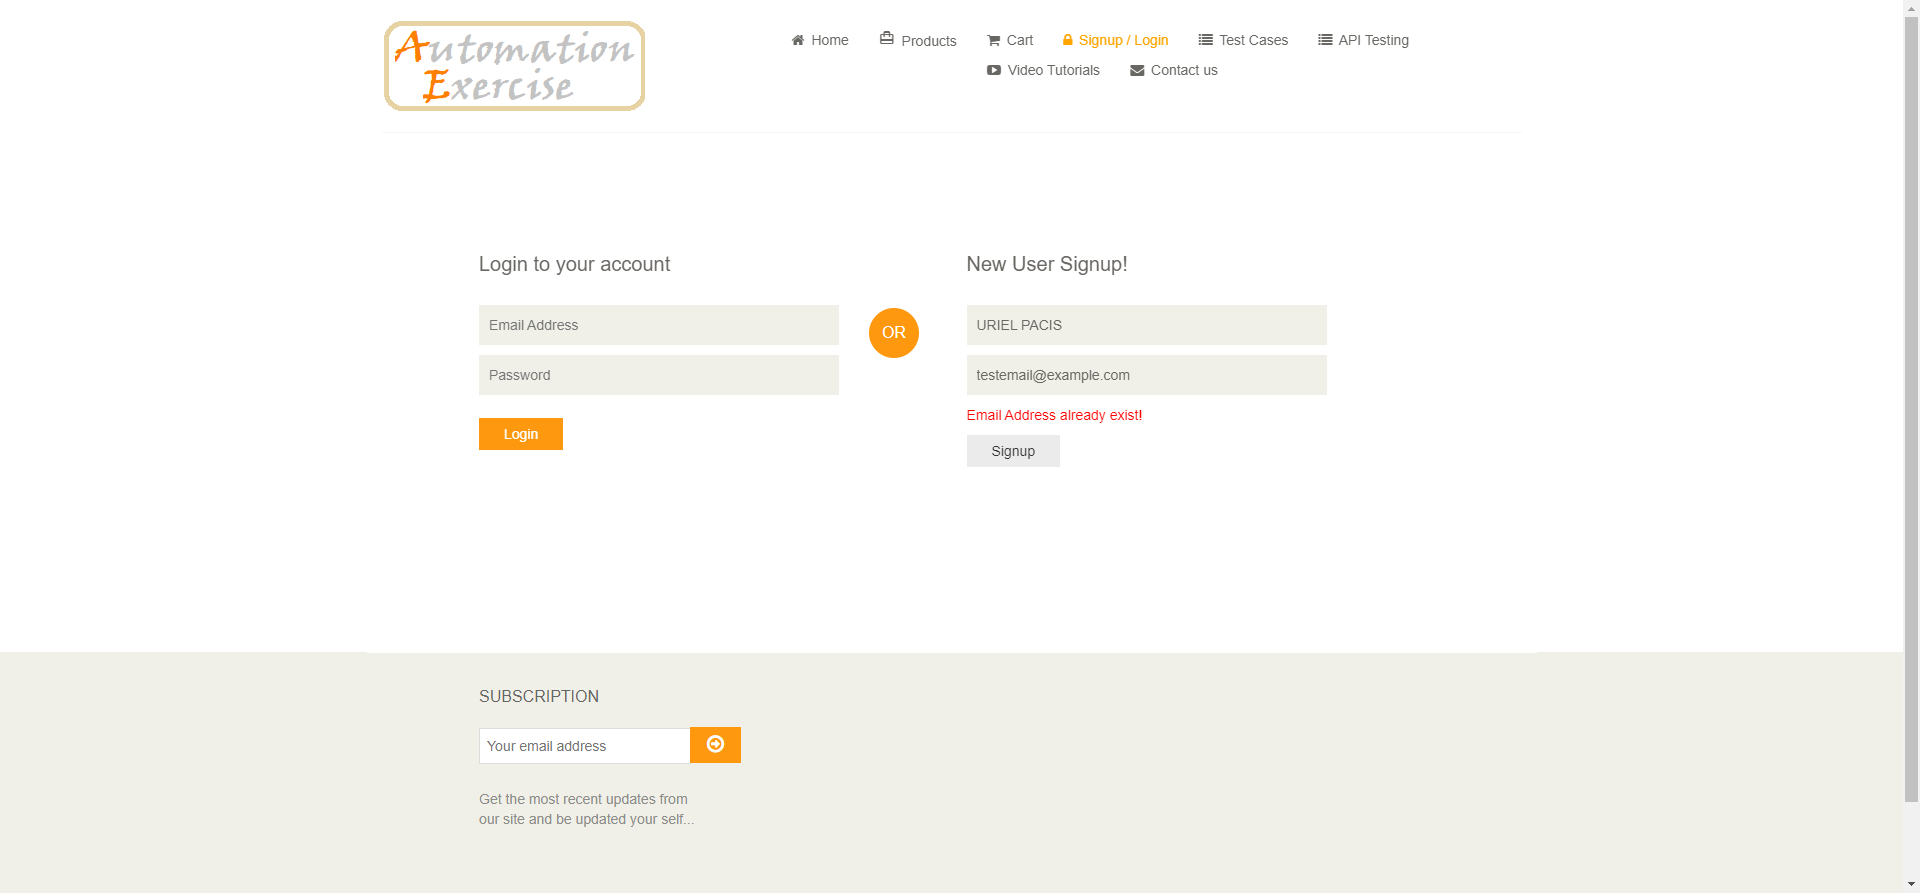 Automation
Exercise
Home
Products
Cart
Signup / Login
Test Cases
API Testing
Video Tutorials
Contact us
Login to your account
Email Address
Password
Login
OR
New User Signup!
URIEL PACIS
testemail@example.com
Email Address already exist!
Signup
SUBSCRIPTION
Your email address
Get the most recent updates from
our site and be updated your self...